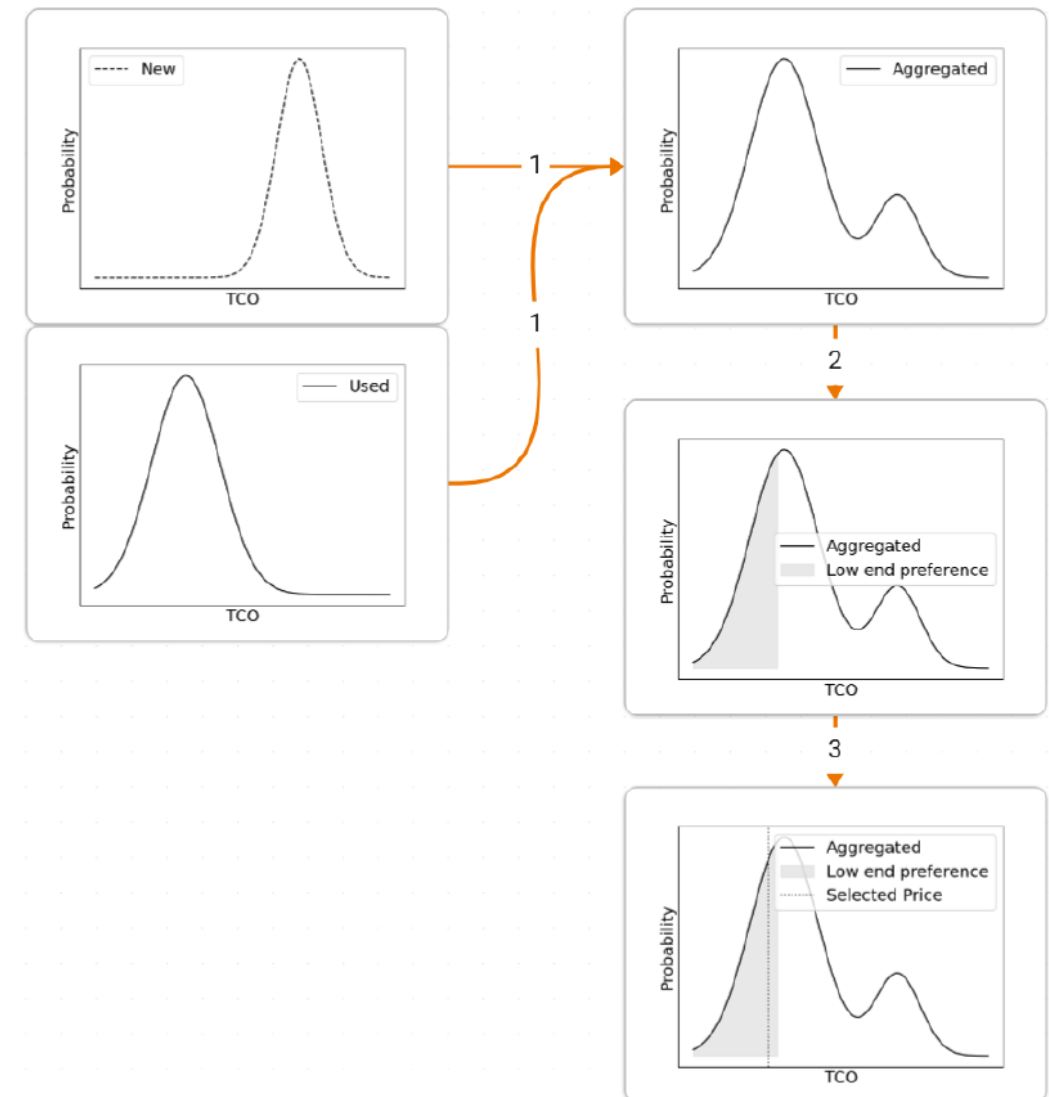 New
Probability
TCO
1
Aggregated
Probability
TCO
Used
Probability
TCO
1
2
Aggregated
Low end preference
Probability
TCO
3
Aggregated
Low end preference
Selected Price
Probability
TCO